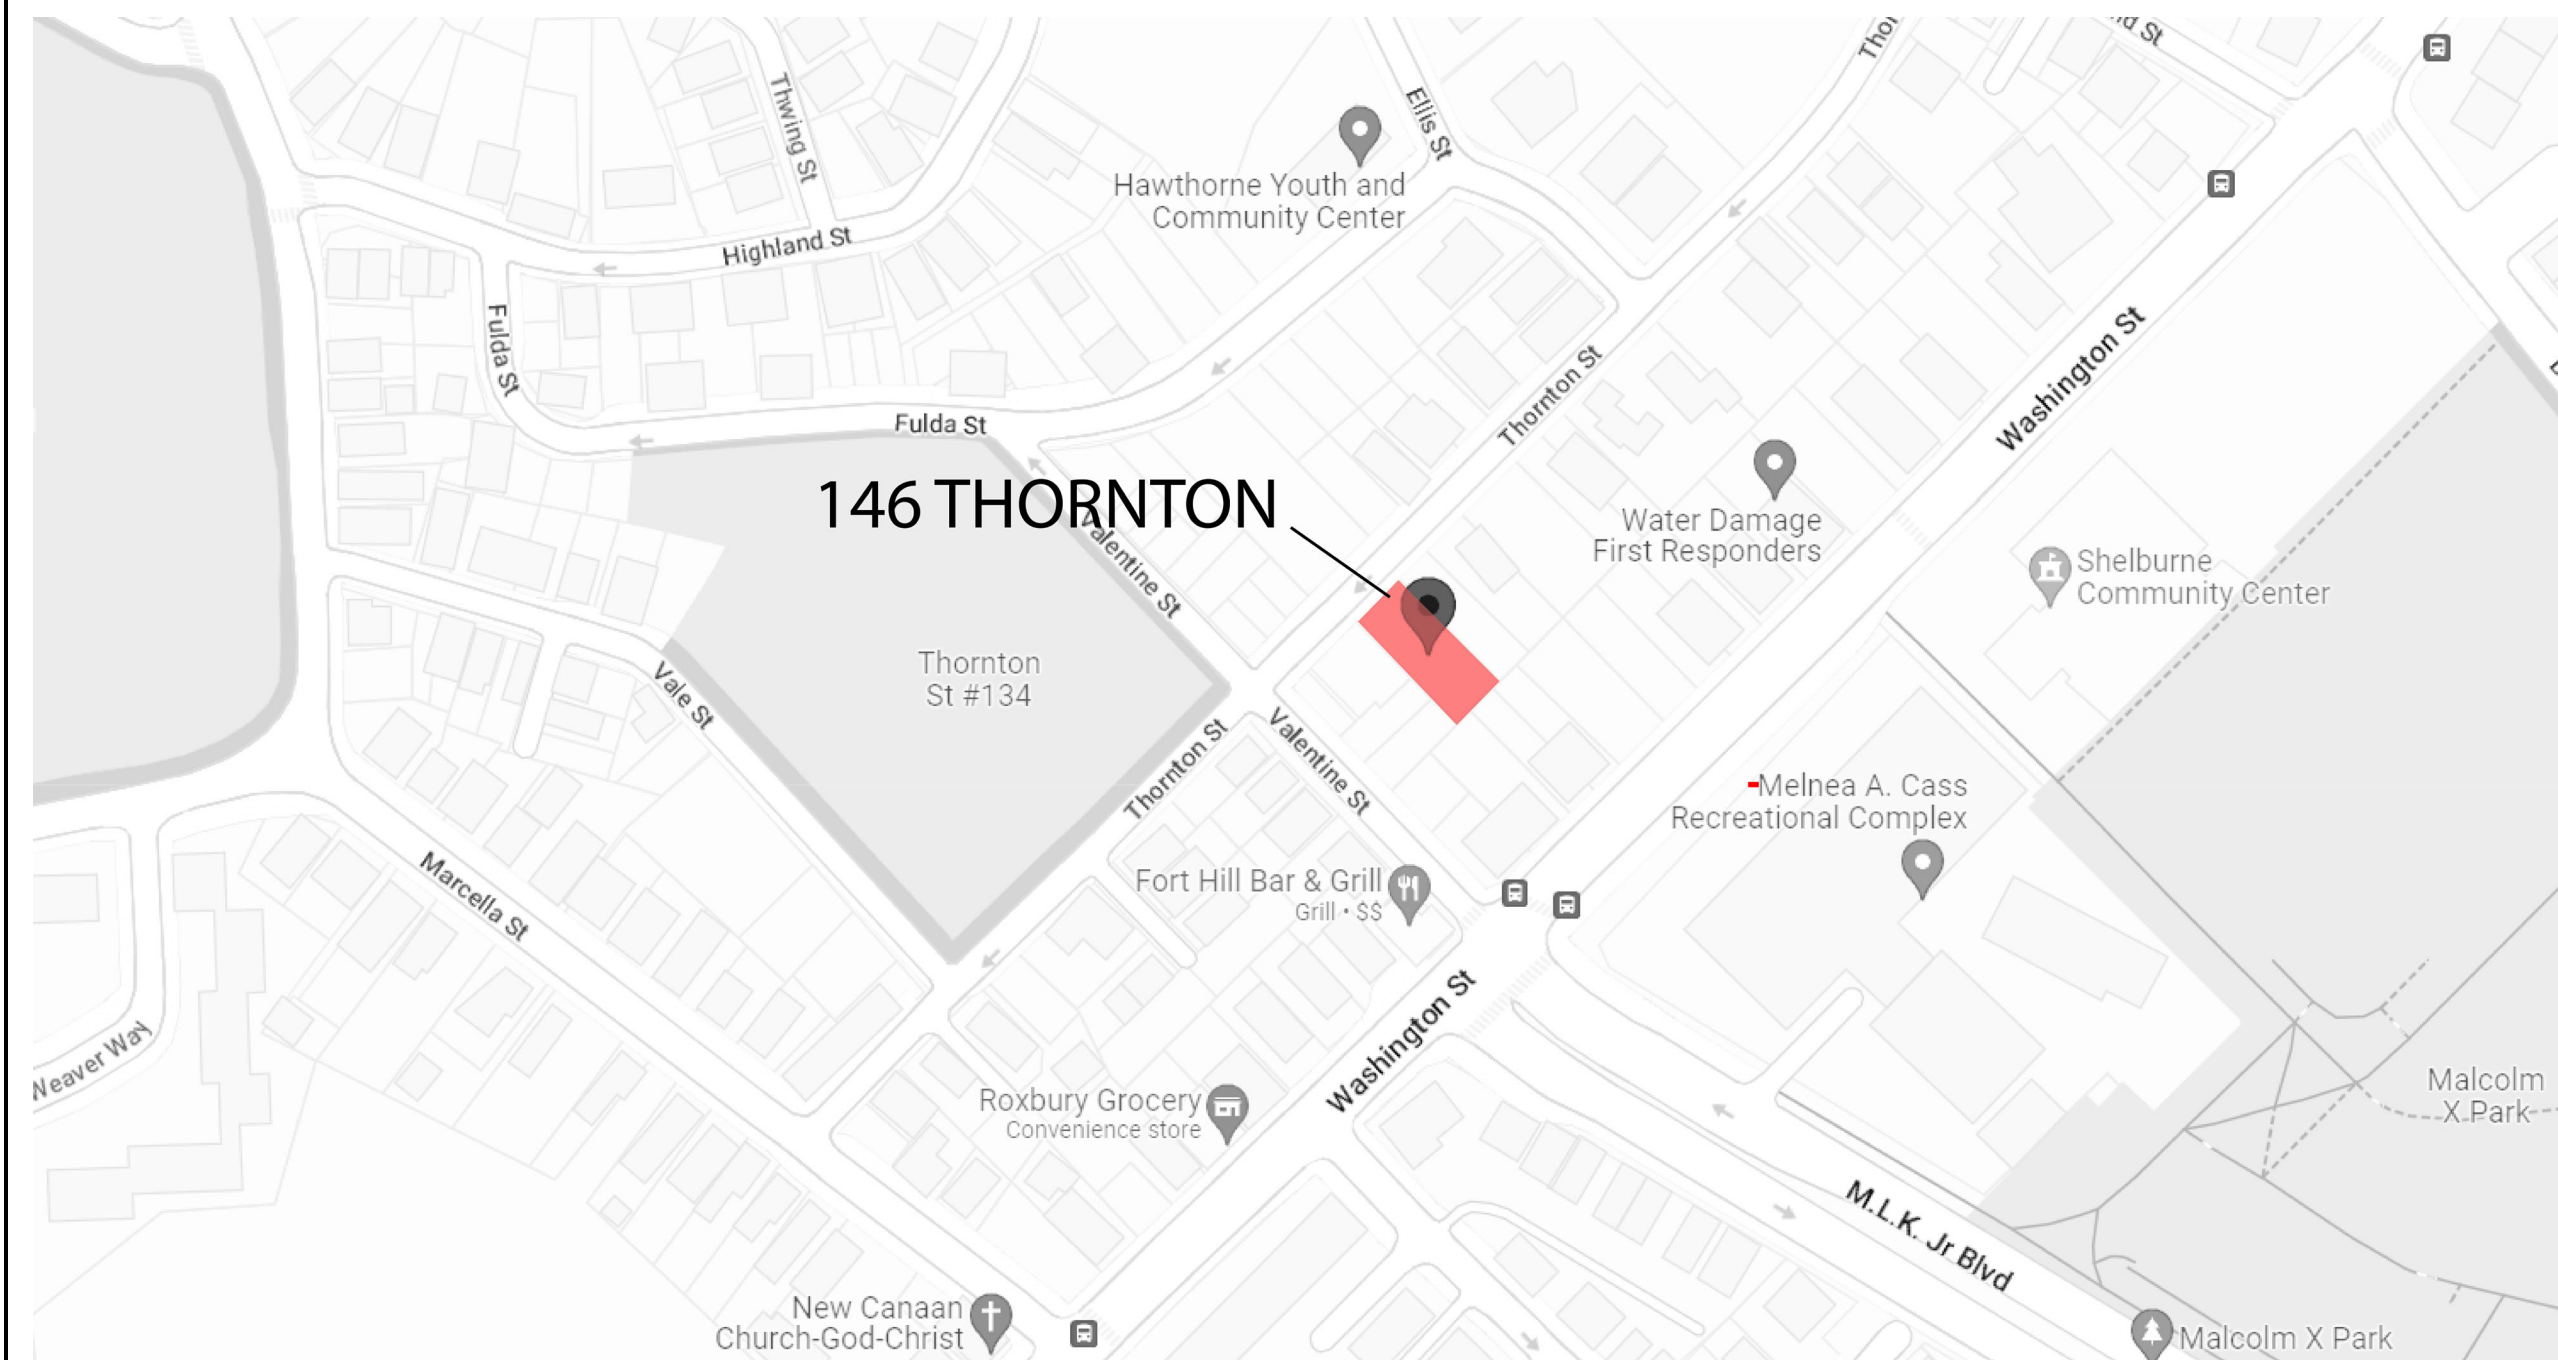 Thwing St
Ellis St
Hawthorne Youth and
Community Center
Highland St
Fulda St
Thornton St
Washington St
Fulda St
146 THORNTON
Valentine St
Water Damage
First Responders
Shelburne
Community Center
Thornton
St #134
Vale St
Thornton St
Valentine St
Melnea A. Cass
Recreational Complex
Marcella St
Fort Hill Bar & Grill
Grill • $$
Weaver Way
Washington St
Roxbury Grocery
Convenience store
Malcolm
X Park
M.L.K. Jr Blvd
New Canaan
Church-God-Christ
Malcolm X Park